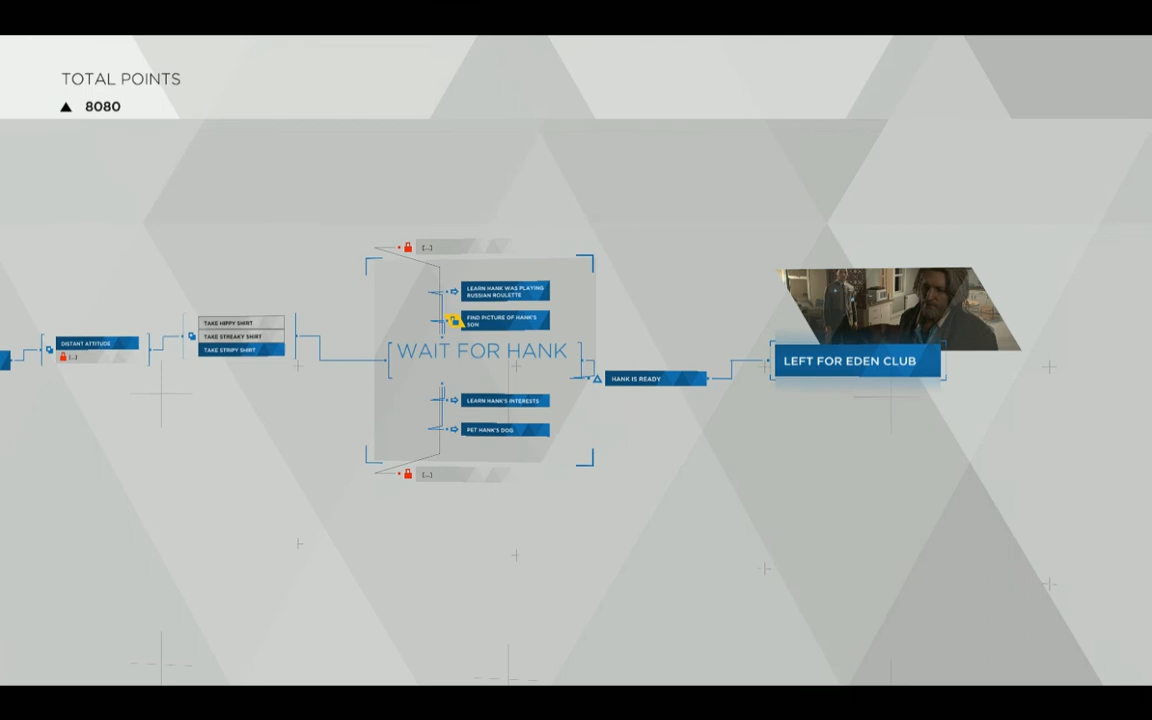 TOTAL POINTS
8080
DISTANT ATTITUDE
[...]
TAKE HIPPY SHIRT
TAKE STREAKY SHIRT
TAKE STRIPY SHIRT
[...]
LEARN HANK WAS PLAYING
RUSSIAN ROULETTE
FIND PICTURE OF HANK'S
SON
WAIT FOR HANK
LEARN HANK'S INTERESTS
PET HANK'S DOG
[...]
HANK IS READY
LEFT FOR EDEN CLUB